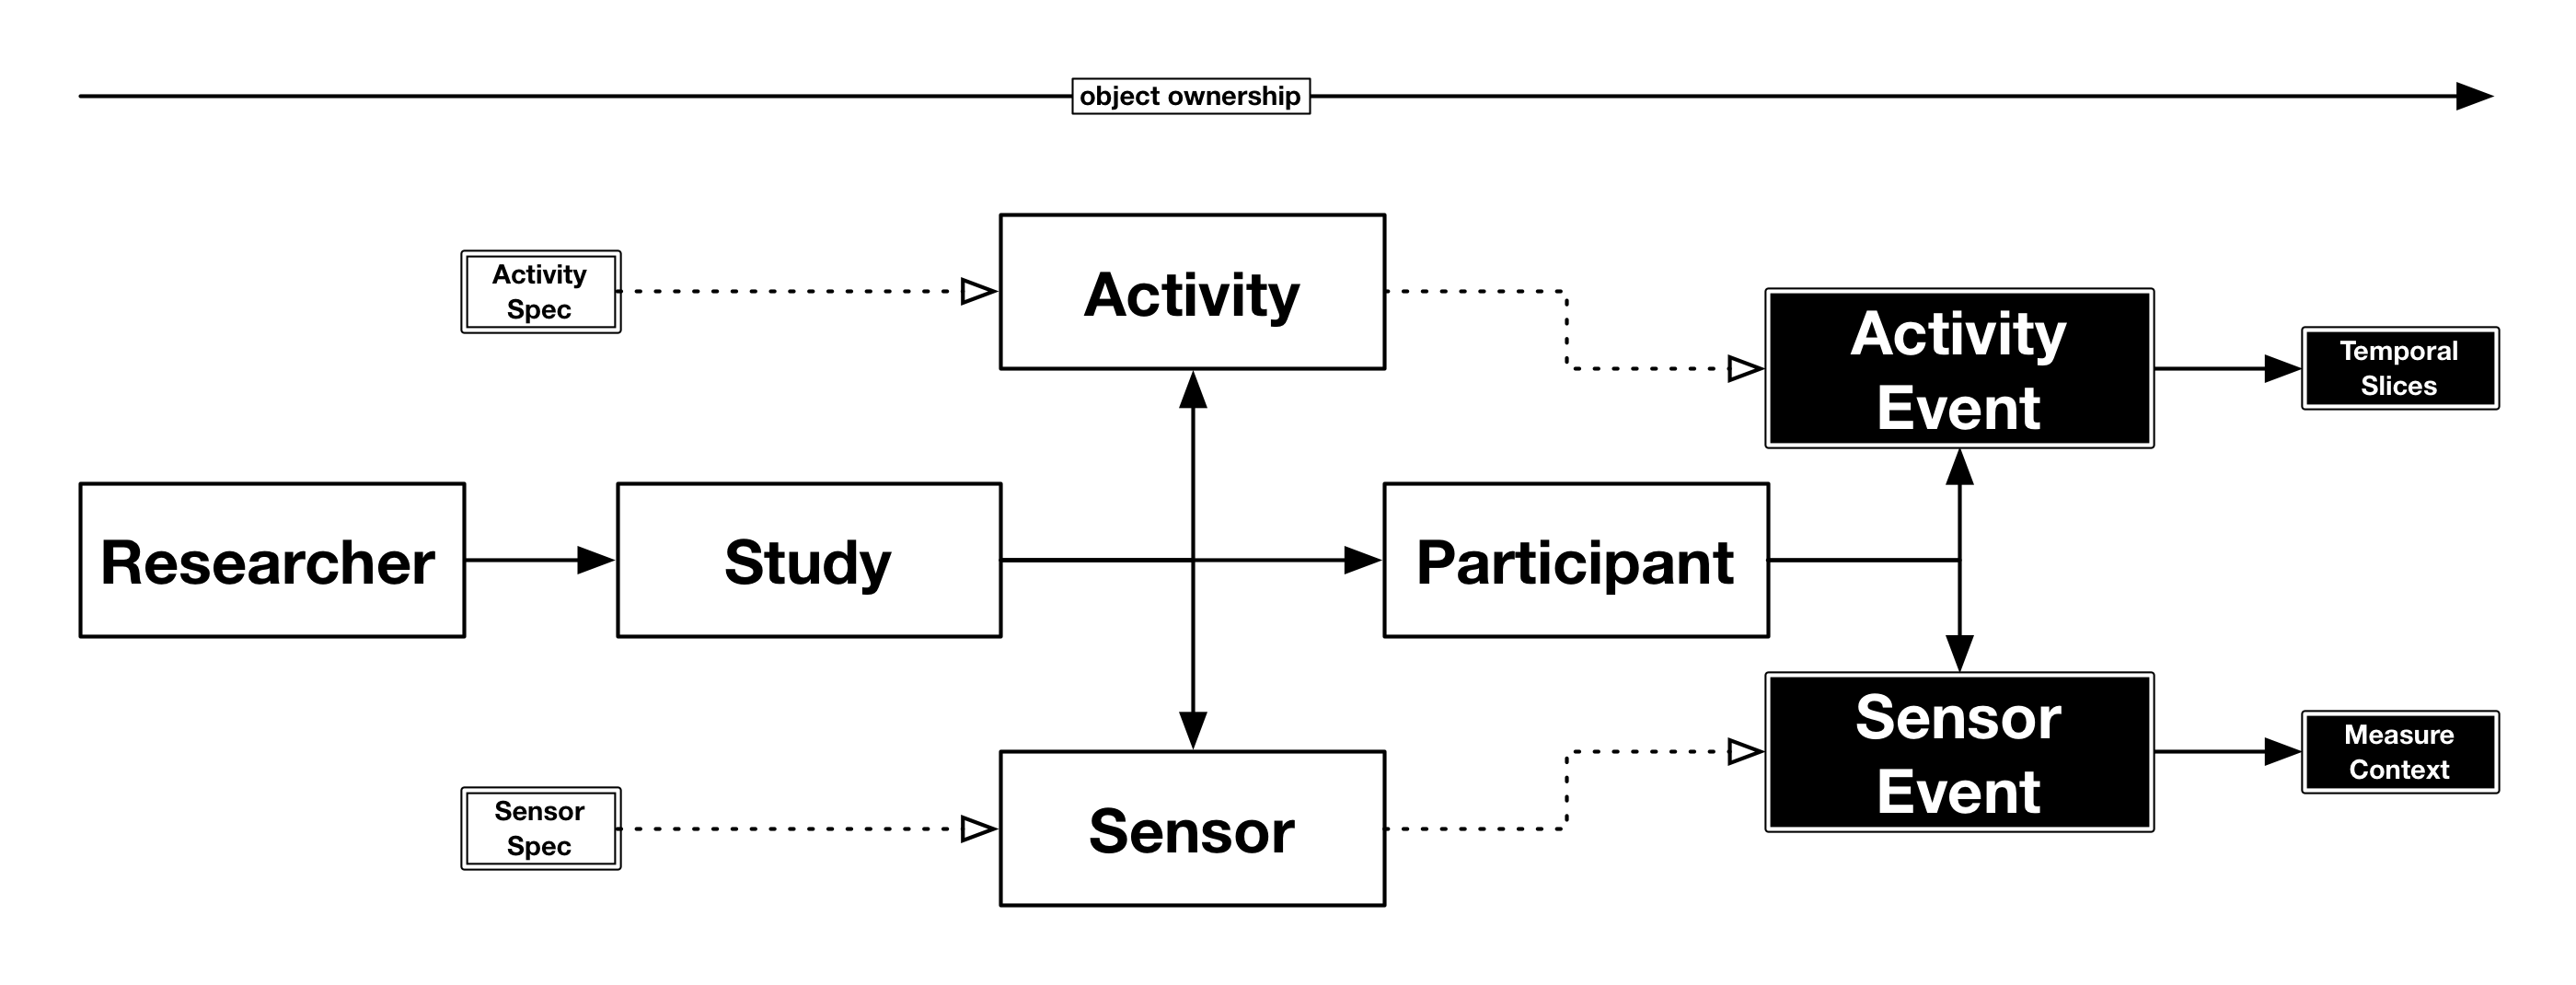 object ownership
Activity
Spec
Activity
Activity
Event
Temporal
Slices
Researcher
Study
Participant
Sensor
Spec
Sensor
Sensor
Event
Measure
Context